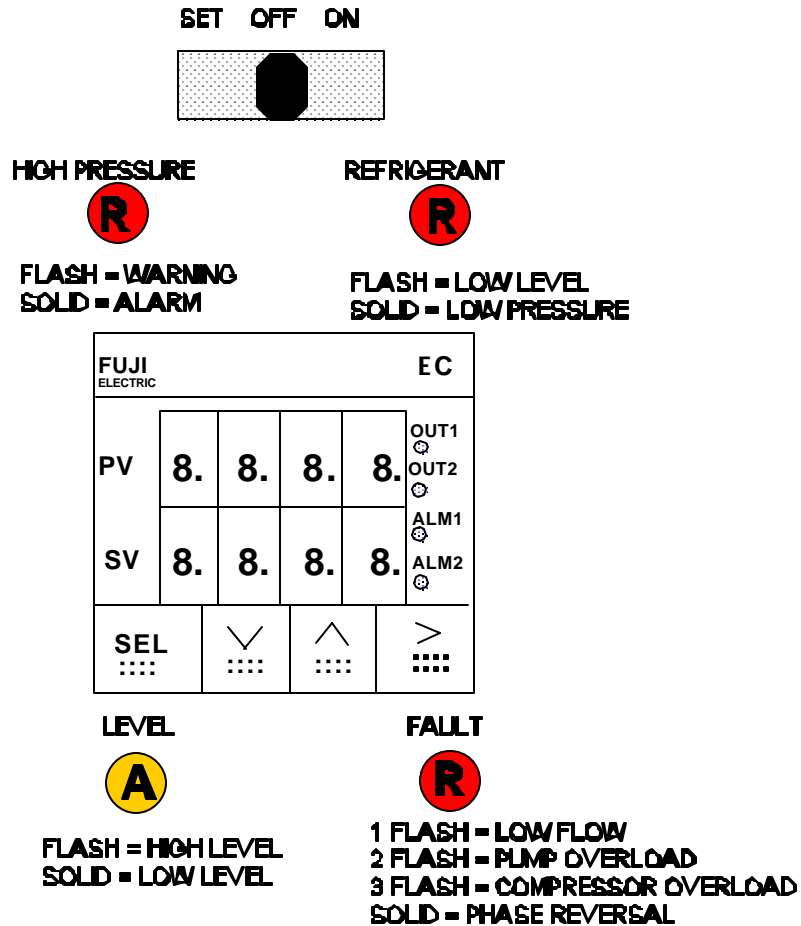 SET OFF ON
HIGH PRESSURE
R
FLASH = WARNING
SOLID = ALARM
REFRIGERANT
R
FLASH = LOW LEVEL
SOLID = LOW PRESSURE
FUJI
ELECTRIC
EC
PV 8. 8. 8. 8.
OUT1
OUT2
SV 8. 8. 8. 8.
ALM1
ALM2
SEL
LEVEL
A
FLASH = HIGH LEVEL
SOLID = LOW LEVEL
FAULT
R
1 FLASH = LOW FLOW
2 FLASH = PUMP OVERLOAD
3 FLASH = COMPRESSOR OVERLOAD
SOLID = PHASE REVERSAL